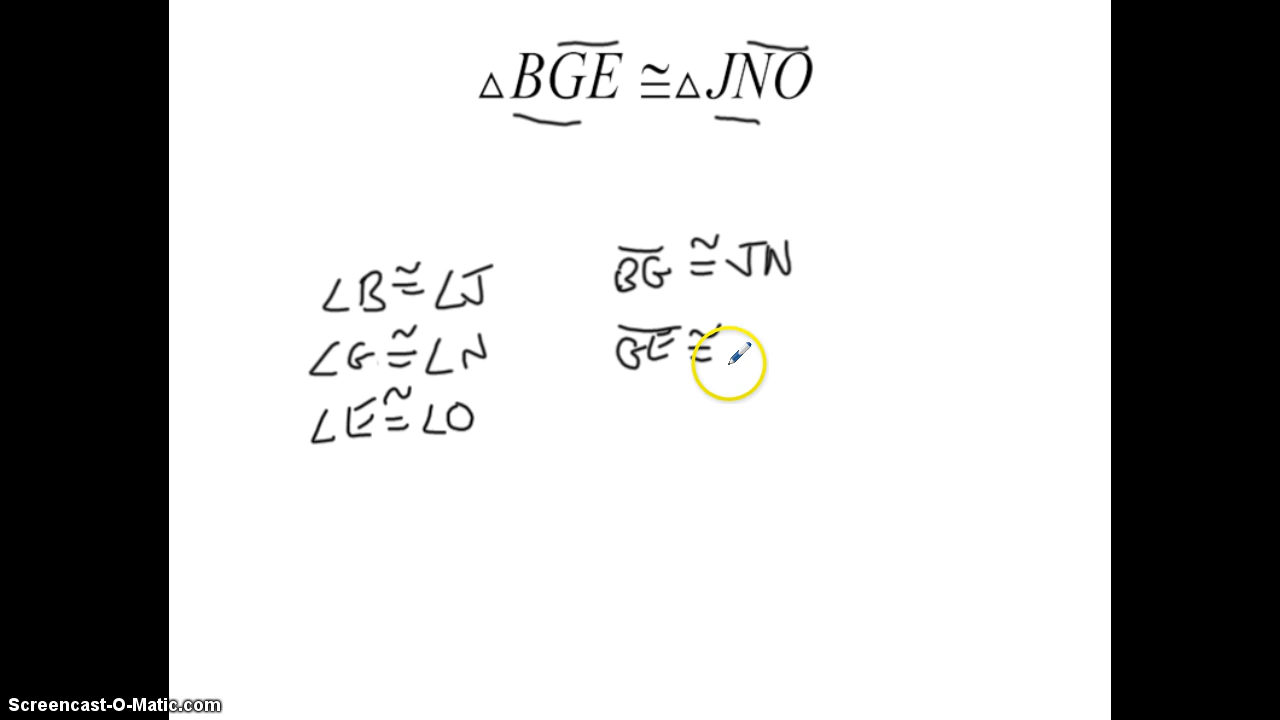 △BGE ≅ △JNO
∠B ≅ ∠J
∠G ≅ ∠N
∠E ≅ ∠O
BG ≅ JN
GE ≅
Screencast-O-Matic.com